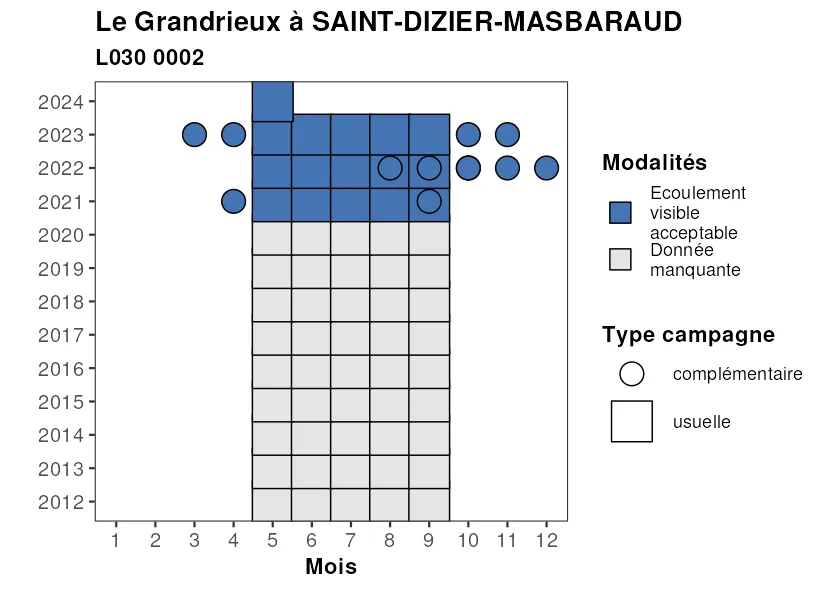 Le Grandrieux à SAINT-DIZIER-MASBARAUD
L030 0002
2024
2023
2022
2021
2020
2019
2018
2017
2016
2015
2014
2013
2012
1 2 3 4 5 6 7 8 9 10 11 12
Mois
Modalités
Ecoulement
visible
acceptable
Donnée
manquante
Type campagne
complémentaire
usuelle